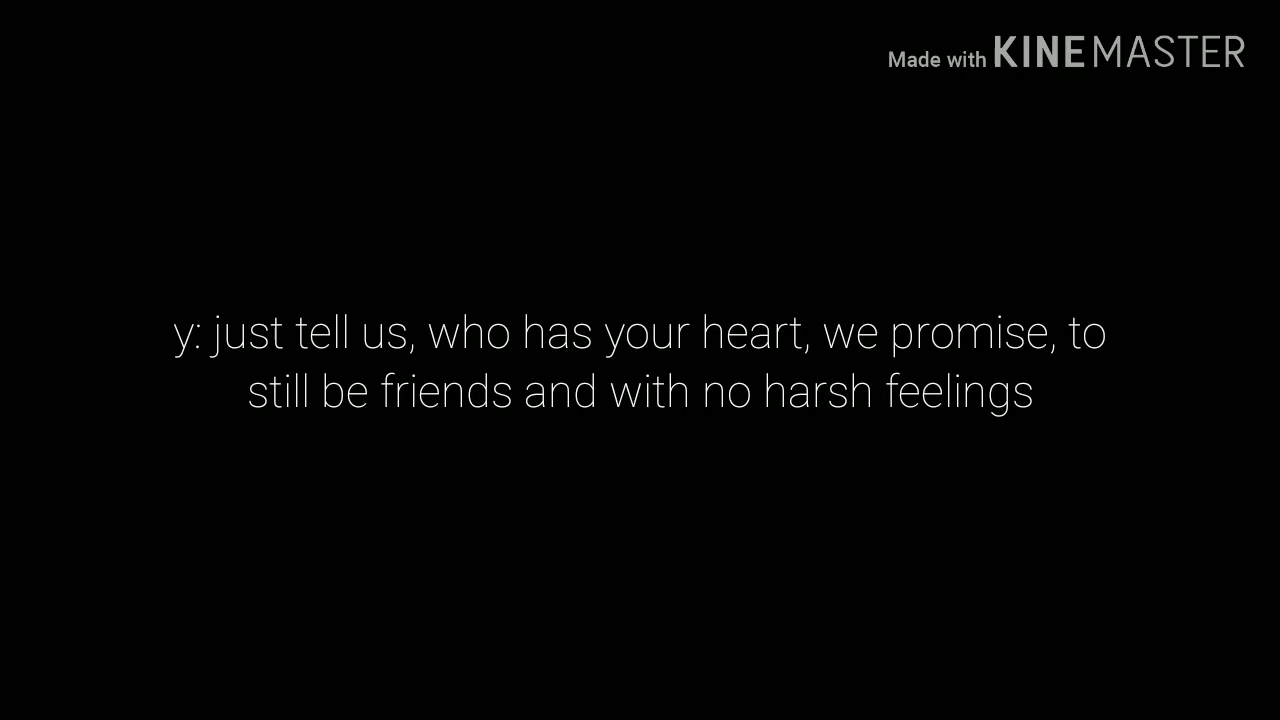 Made with KINEMASTER
y: just tell us, who has your heart, we promise, to
still be friends and with no harsh feelings